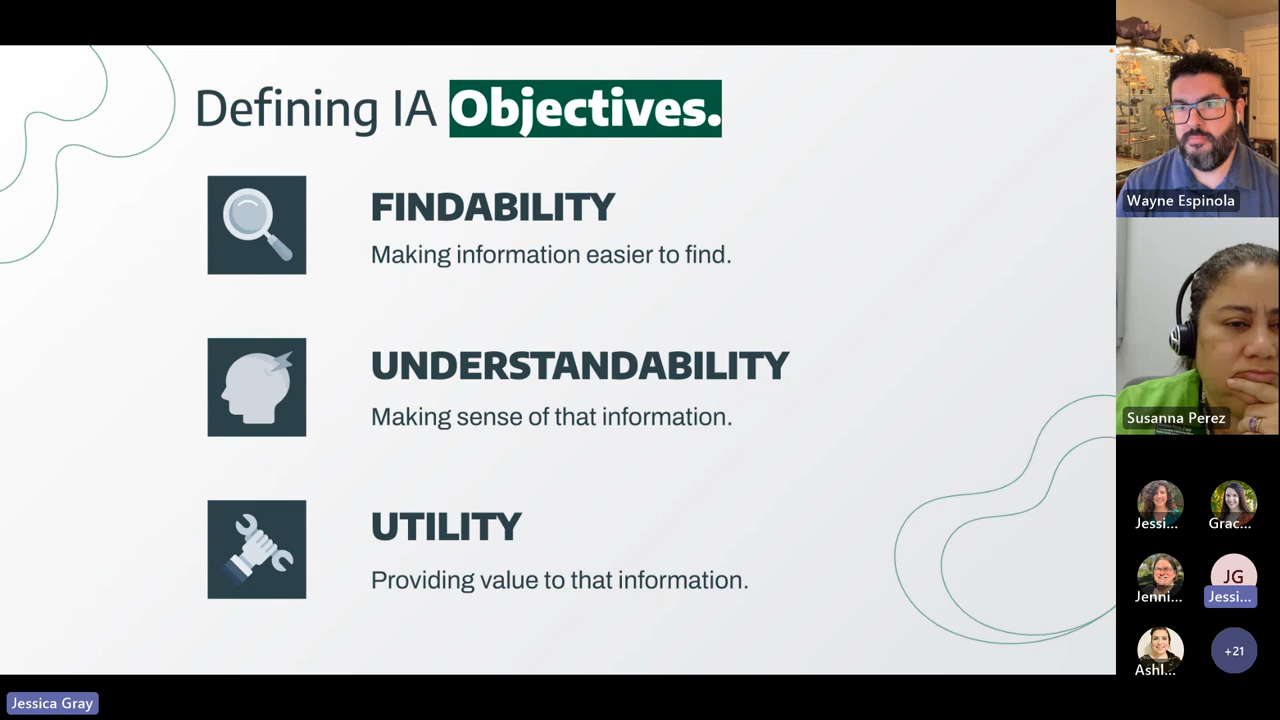 Defining IA Objectives.
FINDABILITY
Making information easier to find.
UNDERSTANDABILITY
Making sense of that information.
UTILITY
Providing value to that information.
Wayne Espinola
Susanna Perez
Jessi...
Grac...
Jenni...
JG
Jessi...
Ashl...
+21
Jessica Gray